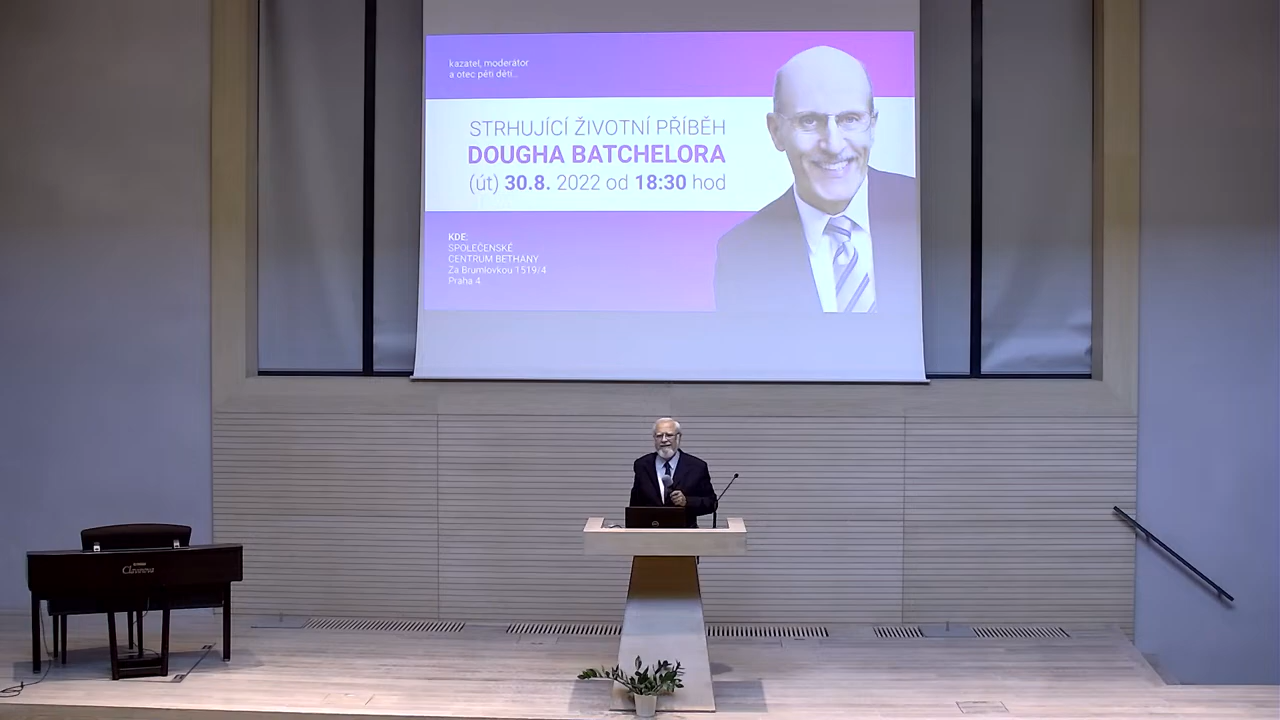 kazatel, moderátor
a otec pěti dětí...
STRHUJÍCÍ ŽIVOTNÍ PŘÍBĚH
DOUGHA BATCHELORA
(út) 30.8. 2022 od 18:30 hod
KDE:
SPOLEČENSKÉ
CENTRUM BETHANY
Za Brumlovkou 1519/4
Praha 4
Clavinova